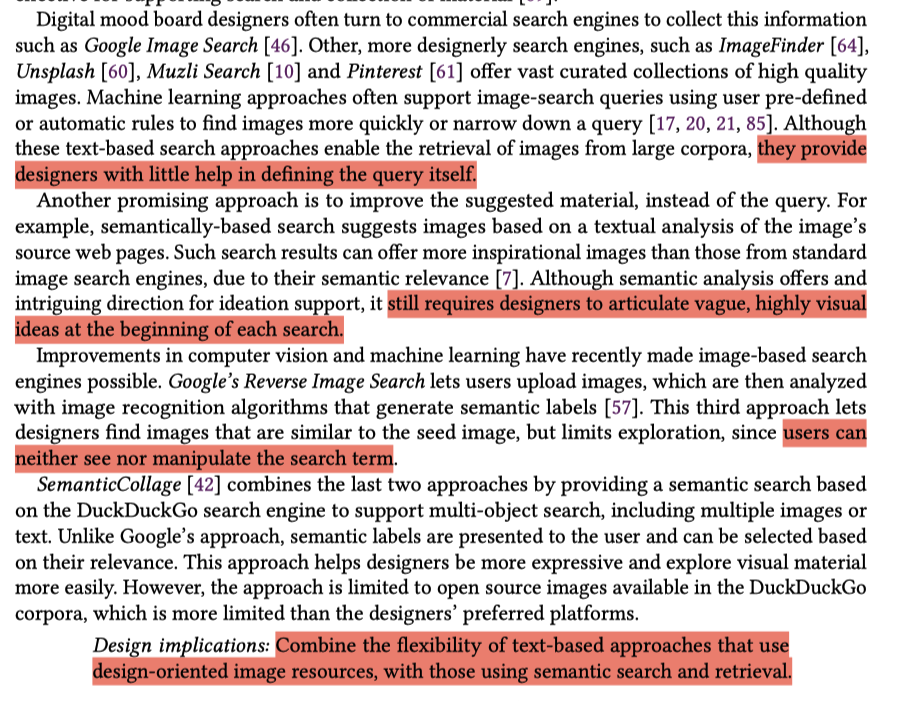 Digital mood board designers often turn to commercial search engines to collect this information
such as Google Image Search [46]. Other, more designerly search engines, such as ImageFinder [64],
Unsplash [60], Muzli Search [10] and Pinterest [61] offer vast curated collections of high quality
images. Machine learning approaches often support image-search queries using user pre-defined
or automatic rules to find images more quickly or narrow down a query [17, 20, 21, 85]. Although
these text-based search approaches enable the retrieval of images from large corpora, they provide
designers with little help in defining the query itself.
Another promising approach is to improve the suggested material, instead of the query. For
example, semantically-based search suggests images based on a textual analysis of the image's
source web pages. Such search results can offer more inspirational images than those from standard
image search engines, due to their semantic relevance [7]. Although semantic analysis offers and
intriguing direction for ideation support, it still requires designers to articulate vague, highly visual
ideas at the beginning of each search.
Improvements in computer vision and machine learning have recently made image-based search
engines possible. Google's Reverse Image Search lets users upload images, which are then analyzed
with image recognition algorithms that generate semantic labels [57]. This third approach lets
designers find images that are similar to the seed image, but limits exploration, since users can
neither see nor manipulate the search term.
SemanticCollage [42] combines the last two approaches by providing a semantic search based
on the DuckDuckGo search engine to support multi-object search, including multiple images or
text. Unlike Google's approach, semantic labels are presented to the user and can be selected based
on their relevance. This approach helps designers be more expressive and explore visual material
more easily. However, the approach is limited to open source images available in the DuckDuckGo
corpora, which is more limited than the designers' preferred platforms.
Design implications: Combine the flexibility of text-based approaches that use
design-oriented image resources, with those using semantic search and retrieval.